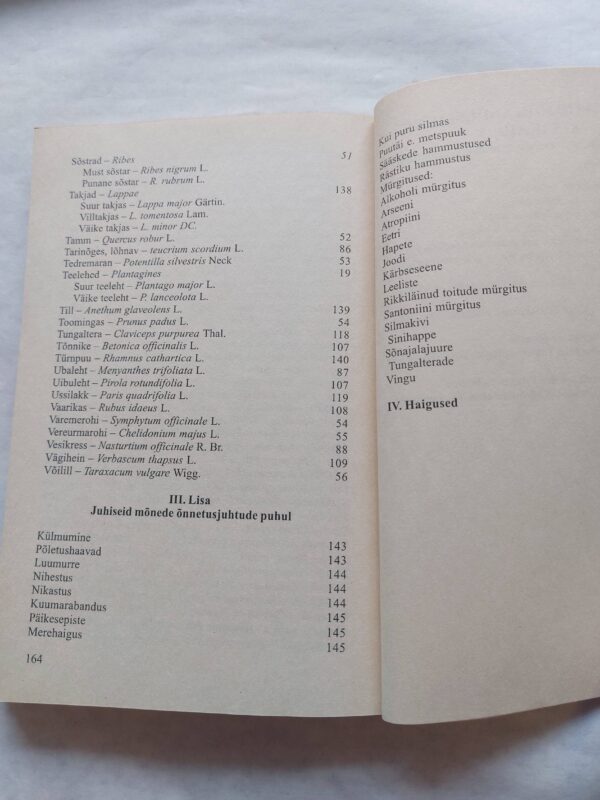 Sõstrad – Ribes 51
Must sõstar – Ribes nigrum L.
Punane sõstar – R. rubrum L.
Takjad – Lappae 138
Suur takjas – Lappa major Gärtin.
Villtakjas – L. tomentosa Lam.
Väike takjas – L. minor DC.
Tamm – Quercus robur L. 52
Tarinõges, lõhnav – teucrium scordium L. 86
Tedremaran – Potentilla silvestris Neck 53
Teelehed – Plantagines 19
Suur teeleht – Plantago major L.
Väike teeleht – P. lanceolota L.
Till – Anethum glaveolens L. 139
Toomingas – Prunus padus L. 54
Tungaltera – Claviceps purpurea Thal. 118
Tõnnike – Betonica officinalis L. 107
Türnpuu – Rhamnus cathartica L. 140
Ubaleht – Menyanthes trifoliata L. 87
Uibuleht – Pirola rotundifolia L. 107
Ussilakk – Paris quadrifolia L. 119
Vaarikas – Rubus idaeus L. 108
Varemerohi – Symphytum officinale L. 54
Vereurmarohi – Chelidonium majus L. 55
Vesikress – Nasturtium officinale R. Br. 88
Vägihein – Verbascum thapsus L. 109
Võilill – Taraxacum vulgare Wigg. 56
III. Lisa
Juhiseid mõnede õnnetusjuhtude puhul
Külmumine 143
Põletushaavad 143
Luumurre 144
Nihestus 144
Nikastus 144
Kuumarabandus 145
Päikesepiste 145
Merehaigus 145
164
Kui puru silmas
Puutäi e. metspuuk
Sääskede hammustused
Rästiku hammustus
Mürgitused:
Alkoholi mürgitus
Arseeni
Atropiini
Eetri
Hapete
Joodi
Kärbseseene
Leeliste
Rikkiläinud toitude mürgitus
Santoniini mürgitus
Silmakivi
Sinihappe
Sõnajalajuure
Tungalterade
Vingu
IV. Haigused